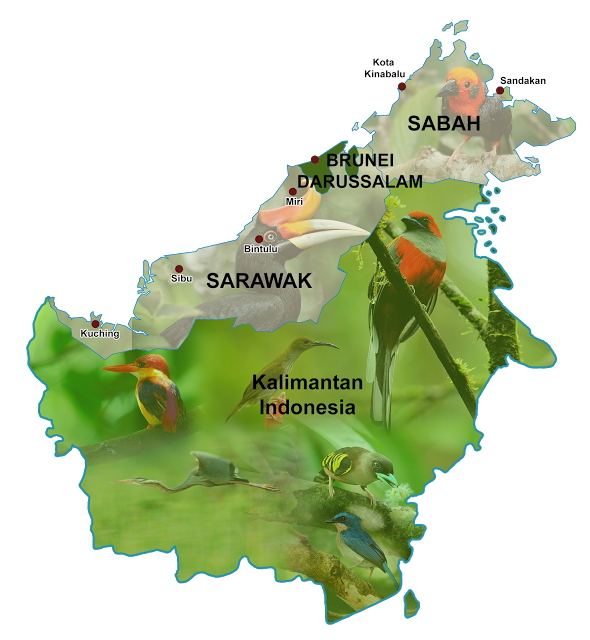 Kota
Kinabalu
Sandakan
SABAH
BRUNEI
DARUSSALAM
Miri
Bintulu
Sibu
SARAWAK
Kuching
Kalimantan
Indonesia